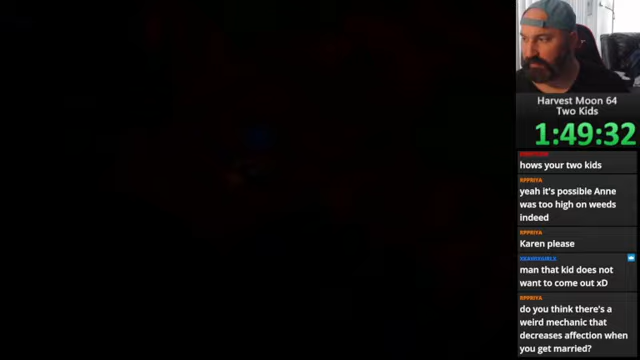 Harvest Moon 64
Two Kids
1:49:32
hows your two kids
RPPRIYA
yeah it's possible Anne
was too high on weeds
indeed
RPPRIYA
Karen please
man that kid does not
want to come out xD
RPPRIYA
do you think there's a
weird mechanic that
decreases affection when
you get married?